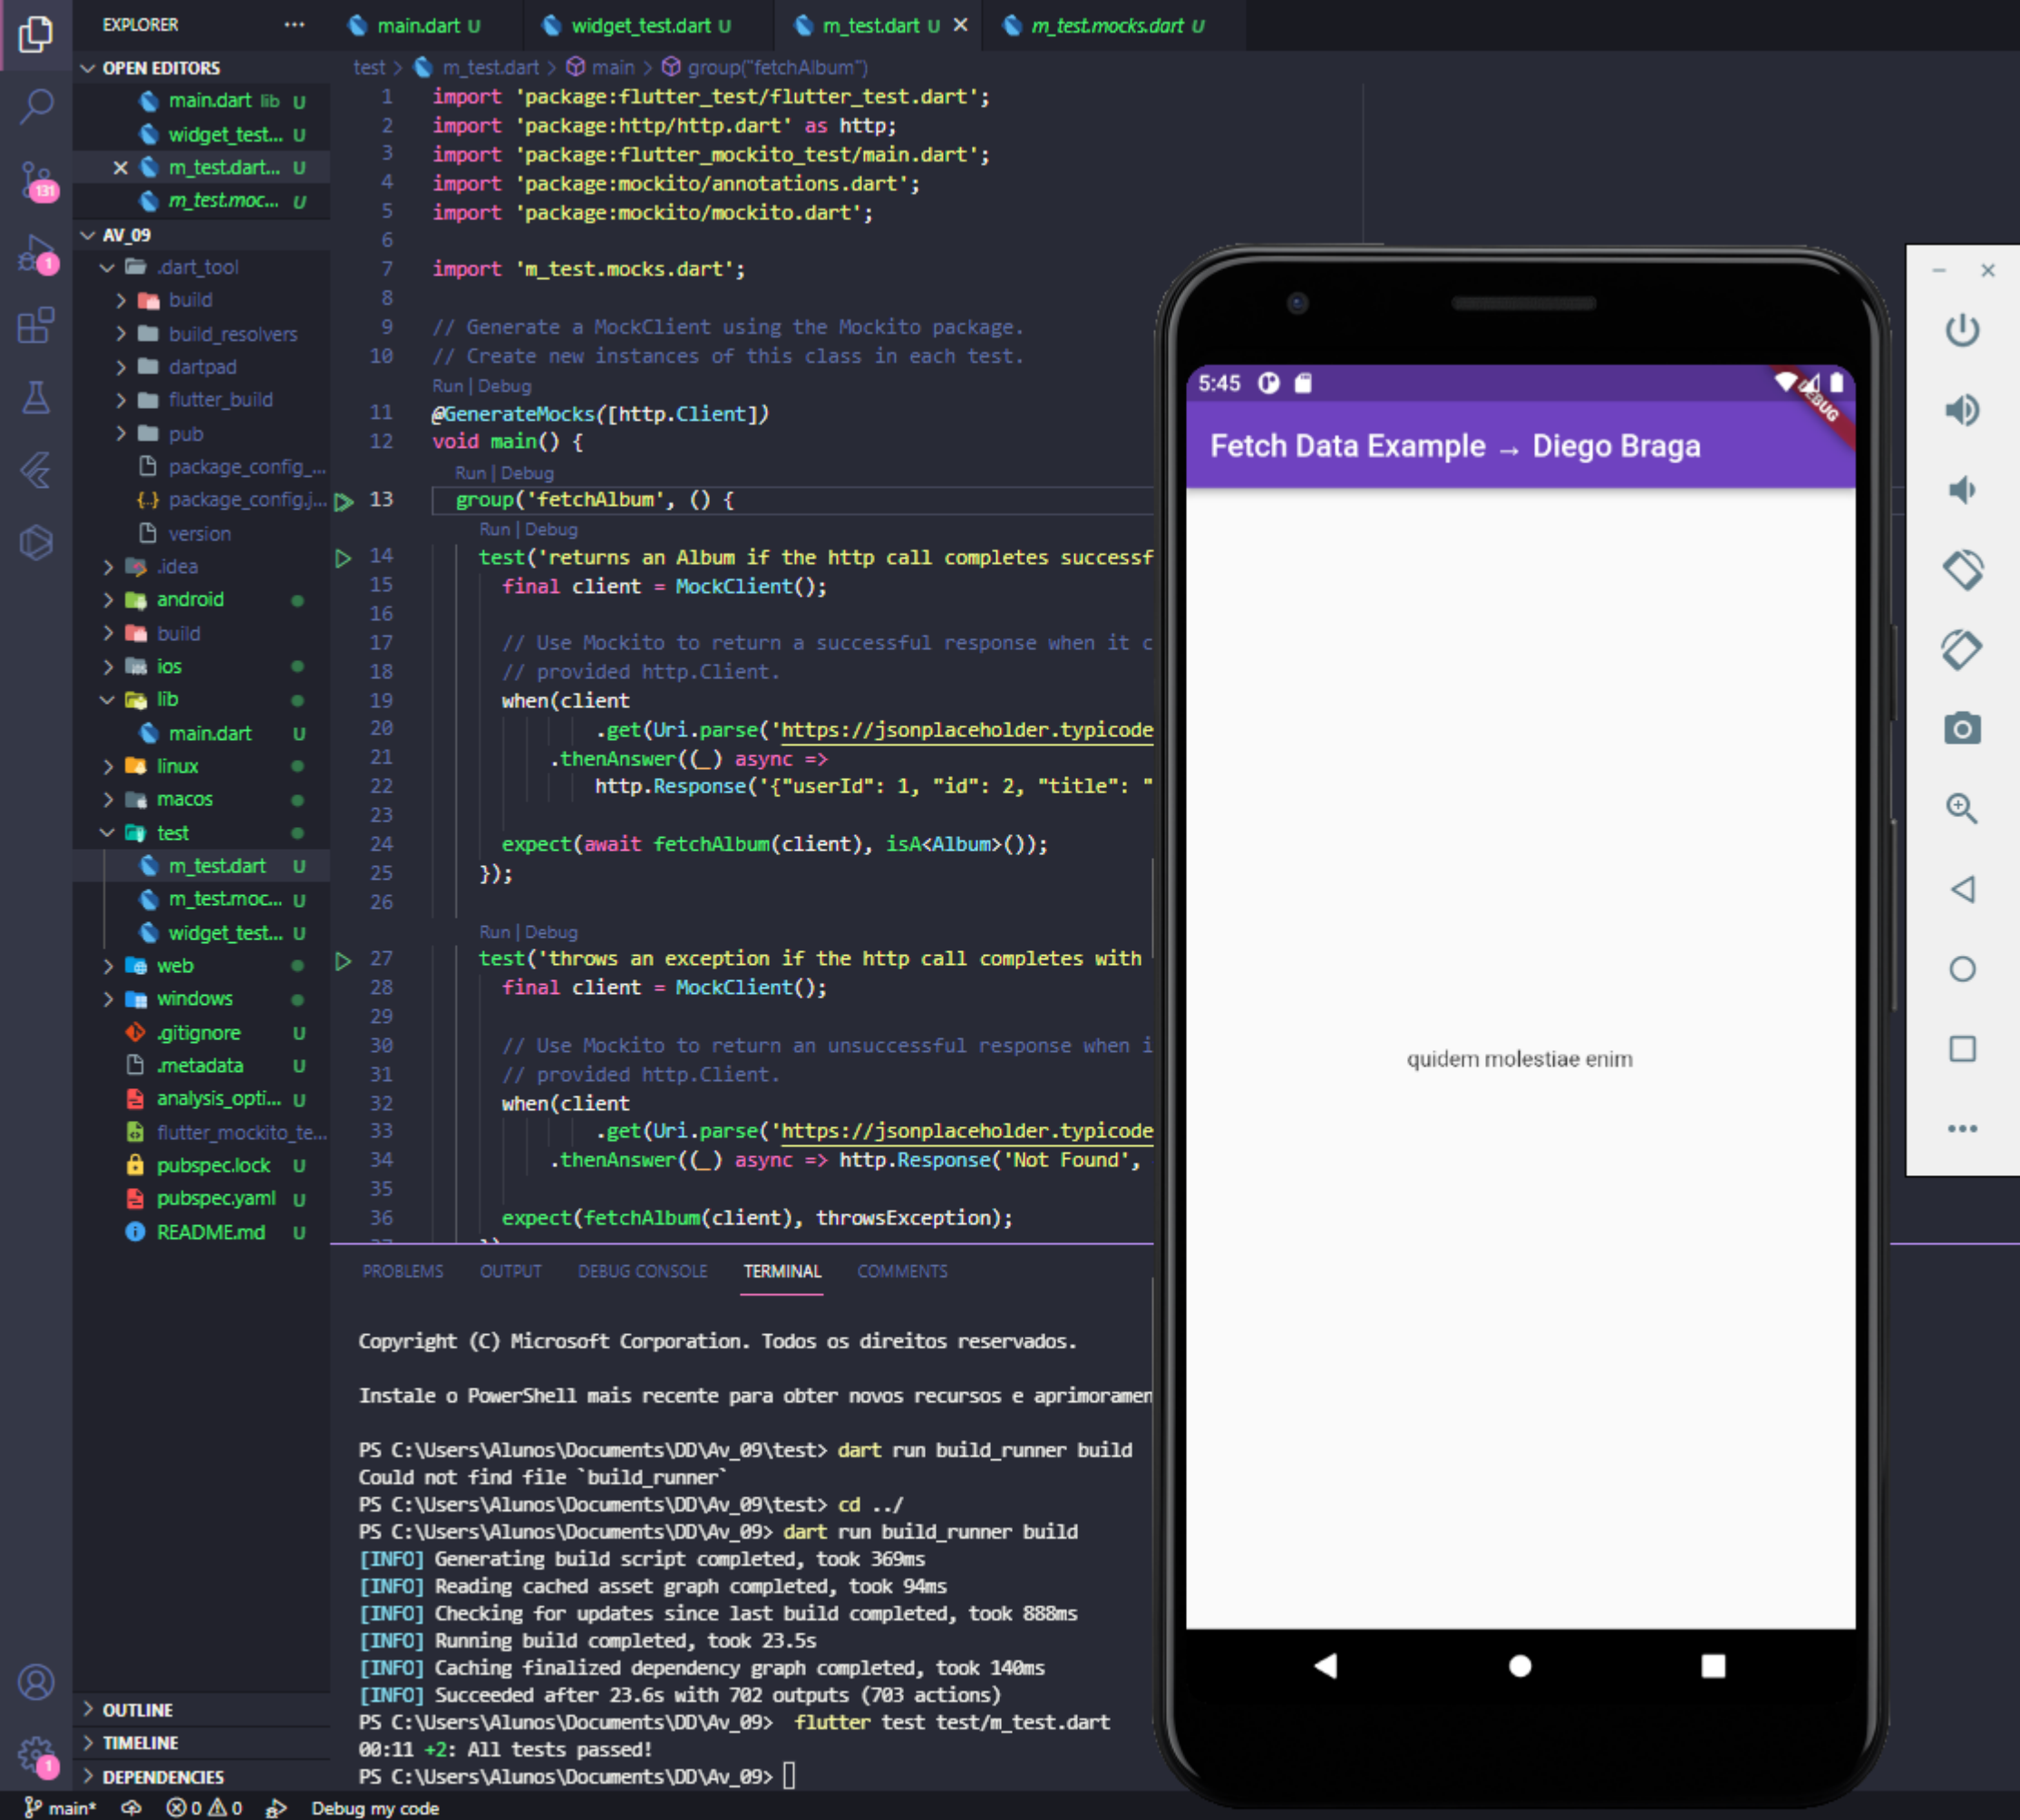 EXPLORER
OPEN EDITORS
main.dart lib U
widget_test... U
m_test.dart... U
m_test.moc... U
131
1
AV_09
.dart_tool
build
build_resolvers
dartpad
flutter_build
pub
package_config_...
package_config.j...
version
.idea
android
build
ios
lib
main.dart U
linux
macos
test
m_test.dart U
m_test.moc... U
widget_test... U
web
windows
.gitignore U
.metadata U
analysis_opti... U
flutter_mockito_te...
pubspec.lock U
pubspec.yaml U
README.md U
OUTLINE
TIMELINE
DEPENDENCIES
1
main.dart U
widget_test.dart U
m_test.dart U
m_test.mocks.dart U
test > m_test.dart > main > group("fetchAlbum")
1 import 'package:flutter_test/flutter_test.dart';
2 import 'package:http/http.dart' as http;
3 import 'package:flutter_mockito_test/main.dart';
4 import 'package:mockito/annotations.dart';
5 import 'package:mockito/mockito.dart';
6
7 import 'm_test.mocks.dart';
8
9 // Generate a MockClient using the Mockito package.
10 // Create new instances of this class in each test.
Run | Debug
11 @GenerateMocks([http.Client])
12 void main() {
Run | Debug
13 group('fetchAlbum', () {
Run | Debug
14 test('returns an Album if the http call completes successf
15 final client = MockClient();
16
17 // Use Mockito to return a successful response when it c
18 // provided http.Client.
19 when(client
20 .get(Uri.parse('https://jsonplaceholder.typicode
21 .thenAnswer((_) async =>
22 http.Response('{"userId": 1, "id": 2, "title": "
23
24 expect(await fetchAlbum(client), isA<Album>());
25 });
26
Run | Debug
27 test('throws an exception if the http call completes with
28 final client = MockClient();
29
30 // Use Mockito to return an unsuccessful response when i
31 // provided http.Client.
32 when(client
33 .get(Uri.parse('https://jsonplaceholder.typicode
34 .thenAnswer((_) async => http.Response('Not Found',
35
36 expect(fetchAlbum(client), throwsException);
PROBLEMS OUTPUT DEBUG CONSOLE TERMINAL COMMENTS
Copyright (C) Microsoft Corporation. Todos os direitos reservados.
Instale o PowerShell mais recente para obter novos recursos e aprimoramen
PS C:\Users\Alunos\Documents\DD\Av_09\test> dart run build_runner build
Could not find file `build_runner`
PS C:\Users\Alunos\Documents\DD\Av_09\test> cd ../
PS C:\Users\Alunos\Documents\DD\Av_09> dart run build_runner build
[INFO] Generating build script completed, took 369ms
[INFO] Reading cached asset graph completed, took 94ms
[INFO] Checking for updates since last build completed, took 888ms
[INFO] Running build completed, took 23.5s
[INFO] Caching finalized dependency graph completed, took 140ms
[INFO] Succeeded after 23.6s with 702 outputs (703 actions)
PS C:\Users\Alunos\Documents\DD\Av_09> flutter test test/m_test.dart
00:11 +2: All tests passed!
PS C:\Users\Alunos\Documents\DD\Av_09>
5:45
DEBUG
Fetch Data Example → Diego Braga
quidem molestiae enim
main* 0 0 Debug my code